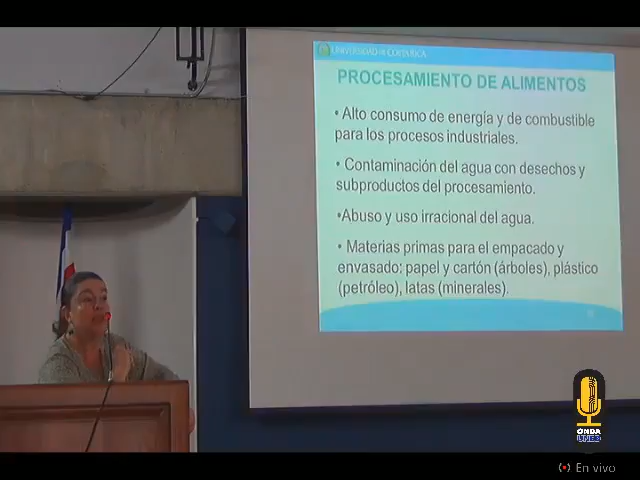 UNIVERSIDAD DE COSTA RICA
PROCESAMIENTO DE ALIMENTOS
• Alto consumo de energía y de combustible
para los procesos industriales.
• Contaminación del agua con desechos y
subproductos del procesamiento.
•Abuso y uso irracional del agua.
• Materias primas para el empacado y
envasado: papel y cartón (árboles), plástico
(petróleo), latas (minerales).
ONDA
UNED
En vivo